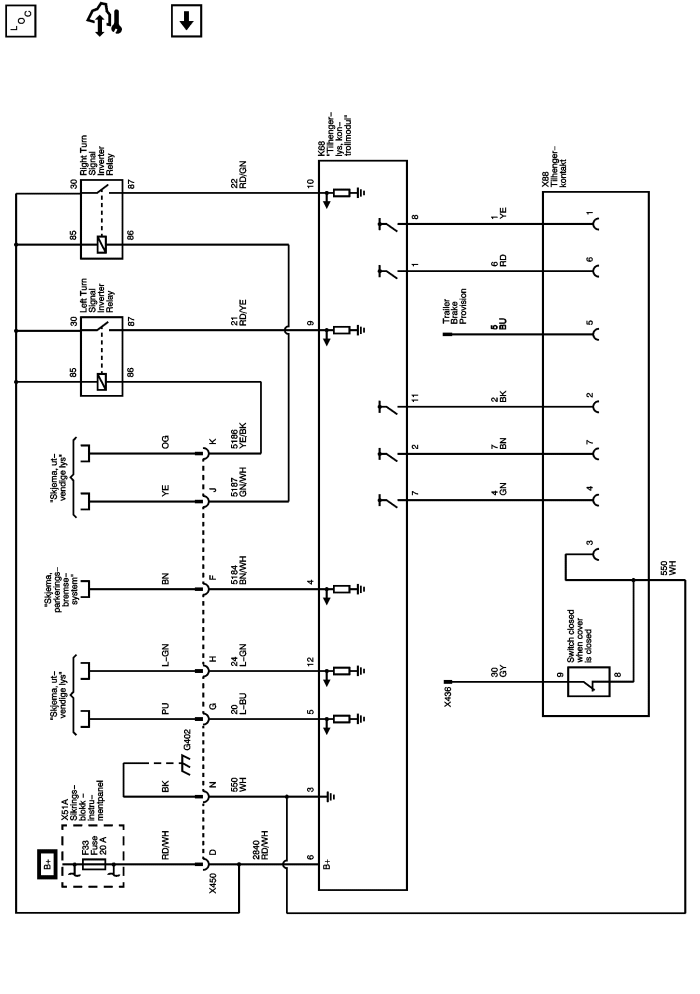 LOC
Right Turn
Signal
Inverter
Relay
30
87
85
86
22
RD/GN
10
K68
"Tilhenger-
lys, kon-
trollmodul"
Left Turn
Signal
Inverter
Relay
30
87
85
86
21
RD/YE
9
"Skjema, ut-
vendige lys"
OG
K
5186
YE/BK
YE
J
5187
GN/WH
"Skjema,
parkerings-
bremse-
system"
BN
F
5184
BN/WH
4
"Skjema, ut-
vendige lys"
L-GN
H
24
L-GN
12
PU
G
20
L-BU
5
G402
BK
N
550
WH
3
X51A
Sikrings-
blokk -
instru-
mentpanel
B+
F33
Fuse
20 A
RD/WH
D
X450
2840
RD/WH
6
B+
X88
Tilhenger-
kontakt
8
1
YE
1
1
6
RD
6
Trailer
Brake
Provision
5
BU
5
11
2
BK
2
2
7
BN
7
7
4
GN
4
3
550
WH
Switch closed
when cover
is closed
X436
30
GY
9
8